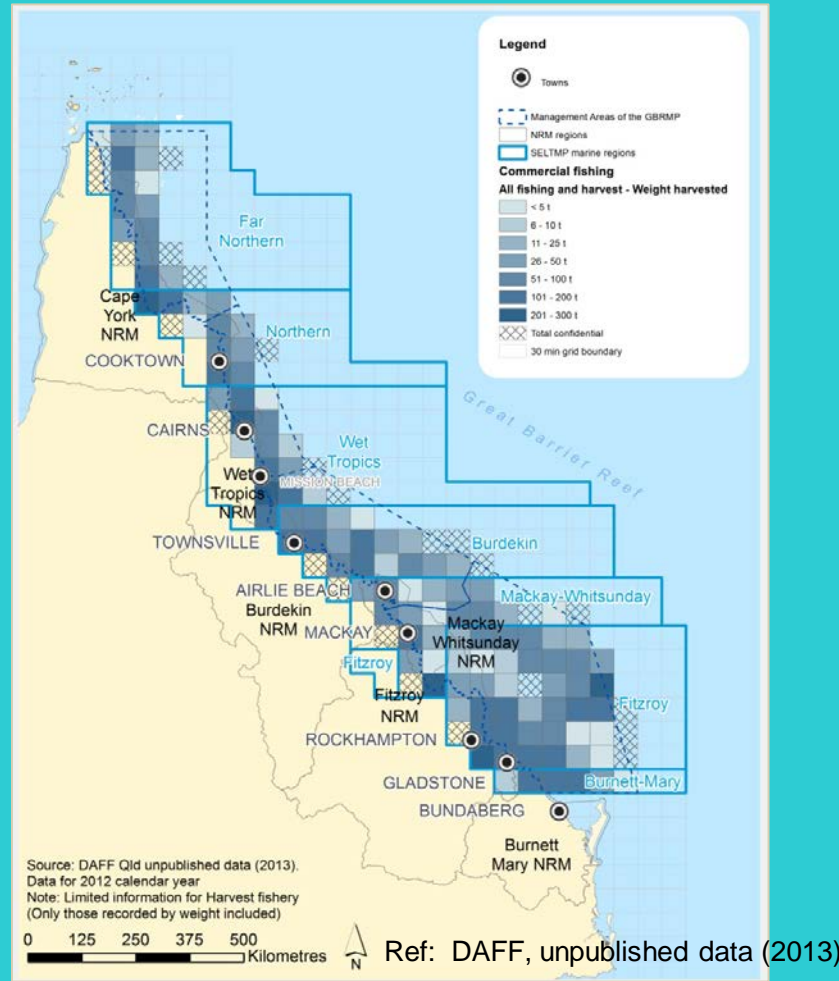 Legend
Towns
Management Areas of the GBRMP
NRM regions
SELTMP marine regions
Commercial fishing
All fishing and harvest - Weight harvested
< 5 t
6 - 10 t
11 - 25 t
26 - 50 t
51 - 100 t
101 - 200 t
201 - 300 t
Total confidential
30 min grid boundary
Far
Northern
Cape
York
NRM
Northern
COOKTOWN
Great Barrier Reef
CAIRNS
Wet
Tropics
Wet
Tropics
NRM
MISSION BEACH
TOWNSVILLE
Burdekin
AIRLIE BEACH
Burdekin
NRM
Mackay-Whitsunday
MACKAY
Mackay
Whitsunday
NRM
Fitzroy
Fitzroy
NRM
Fitzroy
ROCKHAMPTON
GLADSTONE
Burnett-Mary
BUNDABERG
Burnett
Mary NRM
Source: DAFF Qld unpublished data (2013).
Data for 2012 calendar year
Note: Limited information for Harvest fishery
(Only those recorded by weight included)
0 125 250 375 500
Kilometres
N
Ref: DAFF, unpublished data (2013)